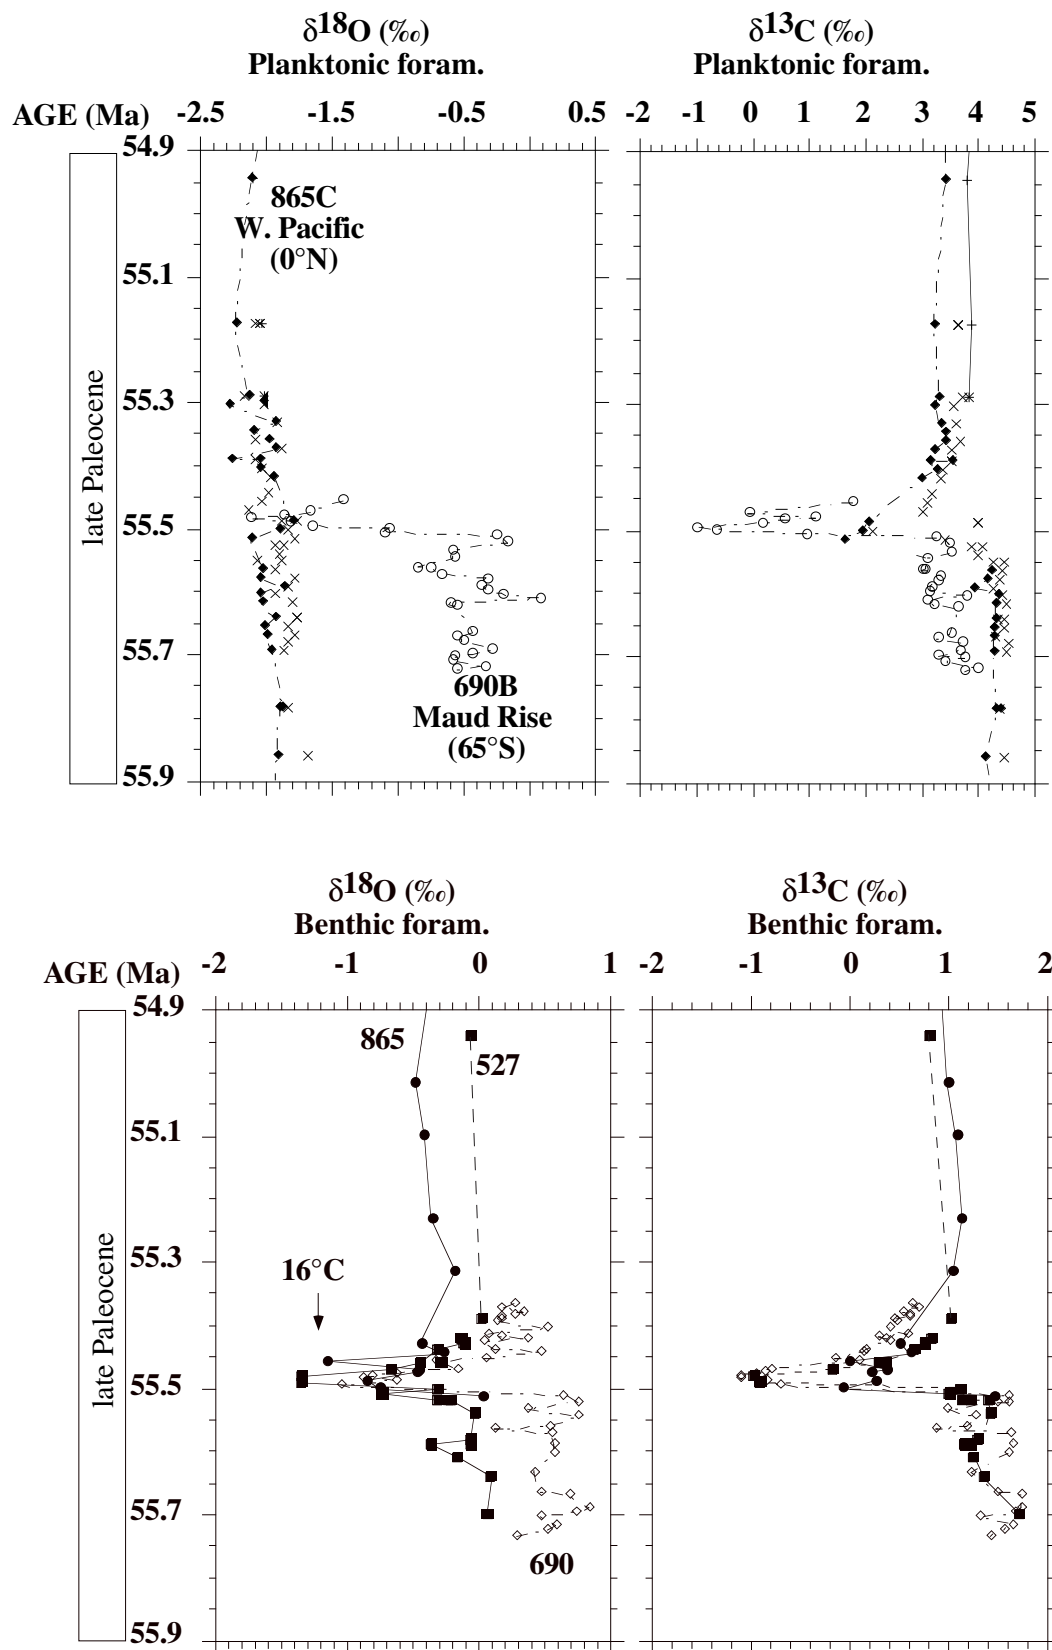 δ18O (‰)
Planktonic foram.
δ13C (‰)
Planktonic foram.
AGE (Ma)
-2.5 -1.5 -0.5 0.5
-2 -1 0 1 2 3 4 5
54.9
55.1
55.3
55.5
55.7
55.9
late Paleocene
865C
W. Pacific
(0°N)
690B
Maud Rise
(65°S)
δ18O (‰)
Benthic foram.
δ13C (‰)
Benthic foram.
AGE (Ma)
-2 -1 0 1
-2 -1 0 1 2
54.9
55.1
55.3
55.5
55.7
55.9
late Paleocene
865
527
16°C
690